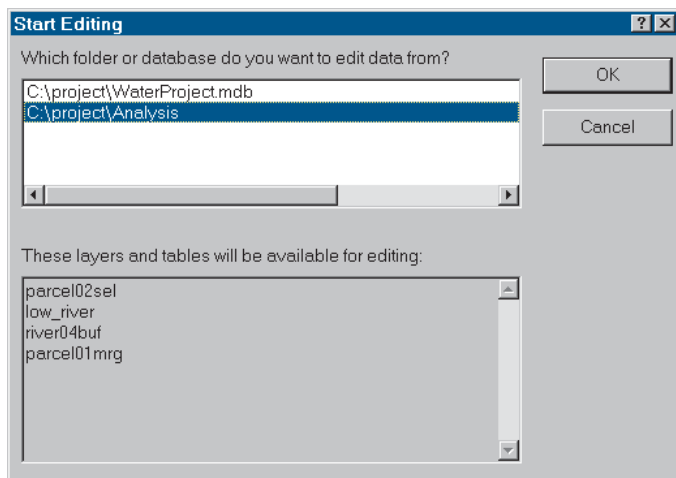 Start Editing
Which folder or database do you want to edit data from?
C:\project\WaterProject.mdb
C:\project\Analysis
OK
Cancel
These layers and tables will be available for editing:
parcel02sel
low_river
river04buf
parcel01mrg